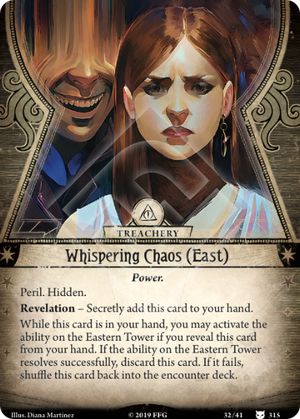 TREACHERY
Whispering Chaos (East)
Power.
Peril. Hidden.
Revelation – Secretly add this card to your hand.
While this card is in your hand, you may activate the
ability on the Eastern Tower if you reveal this card
from your hand. If the ability on the Eastern Tower
resolves successfully, discard this card. If it fails,
shuffle this card back into the encounter deck.
Illus. Diana Martinez
© 2019 FFG
32/41
315